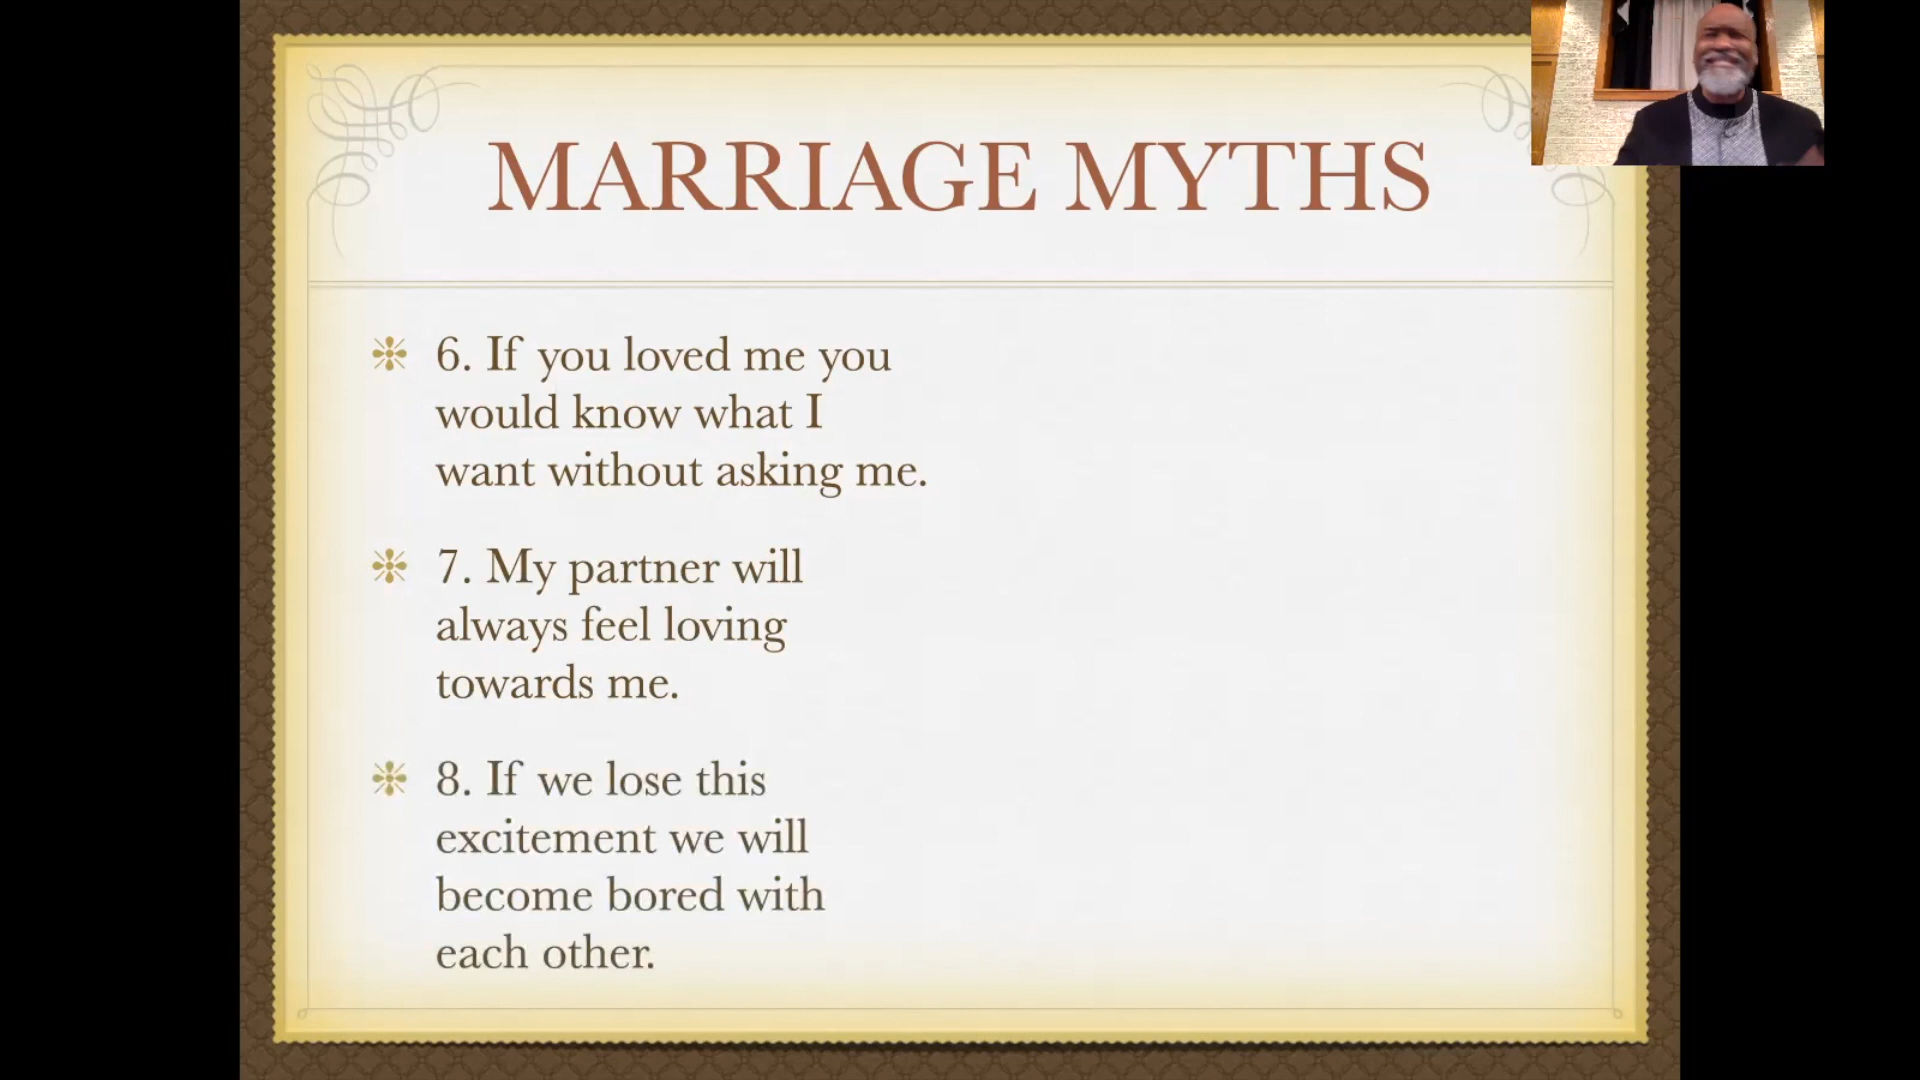 MARRIAGE MYTHS
6. If you loved me you
would know what I
want without asking me.
7. My partner will
always feel loving
towards me.
8. If we lose this
excitement we will
become bored with
each other.